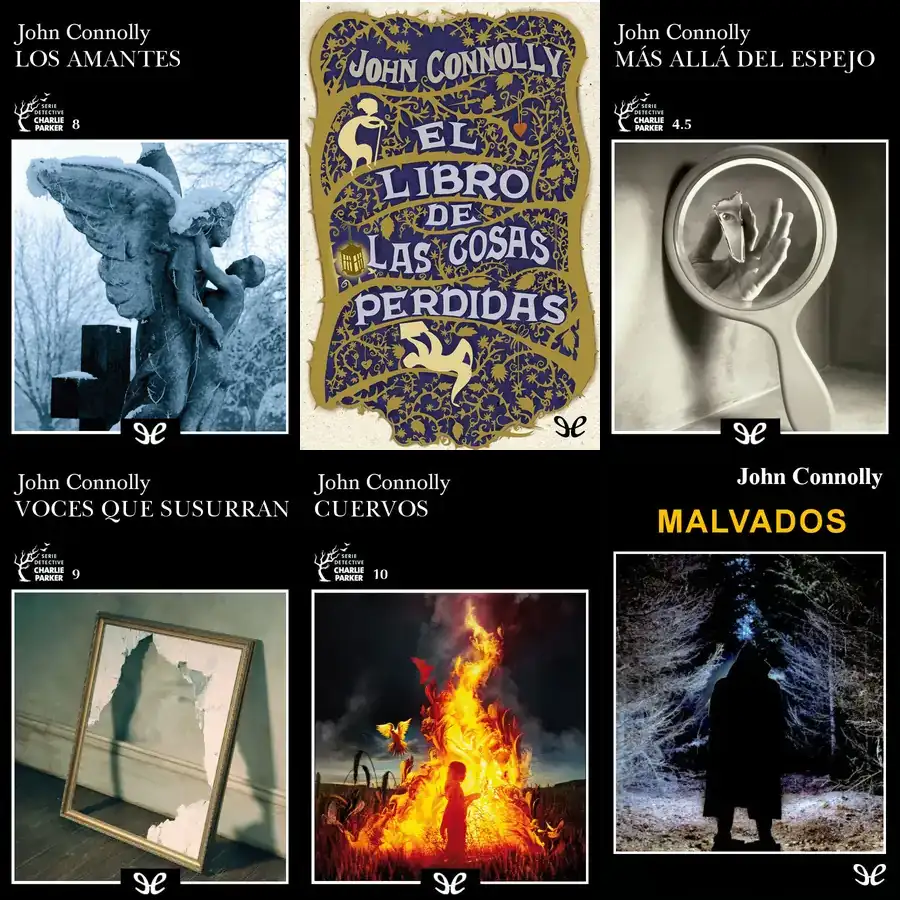 John Connolly
LOS AMANTES
SERIE
DETECTIVE
CHARLIE
PARKER 8
JOHN CONNOLLY
EL
LIBRO
DE
LAS COSAS
PERDIDAS
John Connolly
MÁS ALLÁ DEL ESPEJO
SERIE
DETECTIVE
CHARLIE
PARKER 4.5
John Connolly
VOCES QUE SUSURRAN
SERIE
DETECTIVE
CHARLIE
PARKER 9
John Connolly
CUERVOS
SERIE
DETECTIVE
CHARLIE
PARKER 10
John Connolly
MALVADOS